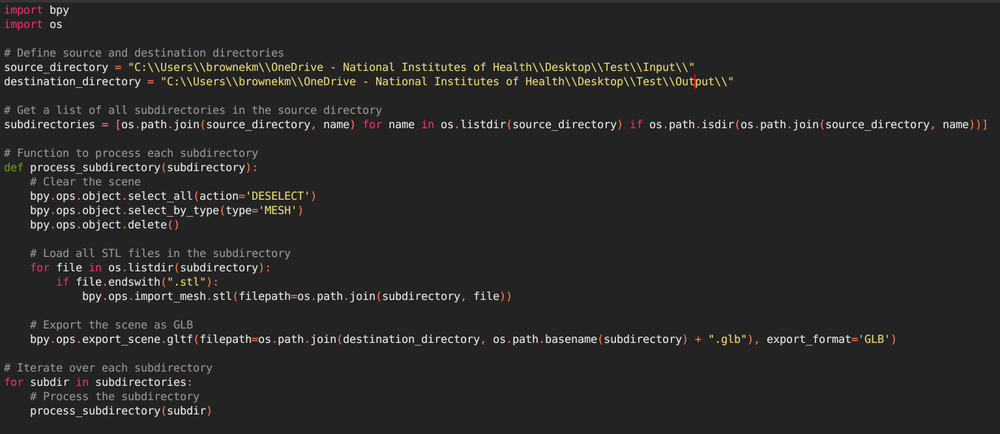 import bpy
import os

# Define source and destination directories
source_directory = "C:\\Users\\brownekm\\OneDrive - National Institutes of Health\\Desktop\\Test\\Input\\"
destination_directory = "C:\\Users\\brownekm\\OneDrive - National Institutes of Health\\Desktop\\Test\\Output\\"

# Get a list of all subdirectories in the source directory
subdirectories = [os.path.join(source_directory, name) for name in os.listdir(source_directory) if os.path.isdir(os.path.join(source_directory, name))]

# Function to process each subdirectory
def process_subdirectory(subdirectory):
    # Clear the scene
    bpy.ops.object.select_all(action='DESELECT')
    bpy.ops.object.select_by_type(type='MESH')
    bpy.ops.object.delete()

    # Load all STL files in the subdirectory
    for file in os.listdir(subdirectory):
        if file.endswith(".stl"):
            bpy.ops.import_mesh.stl(filepath=os.path.join(subdirectory, file))

    # Export the scene as GLB
    bpy.ops.export_scene.gltf(filepath=os.path.join(destination_directory, os.path.basename(subdirectory) + ".glb"), export_format='GLB')

# Iterate over each subdirectory
for subdir in subdirectories:
    # Process the subdirectory
    process_subdirectory(subdir)